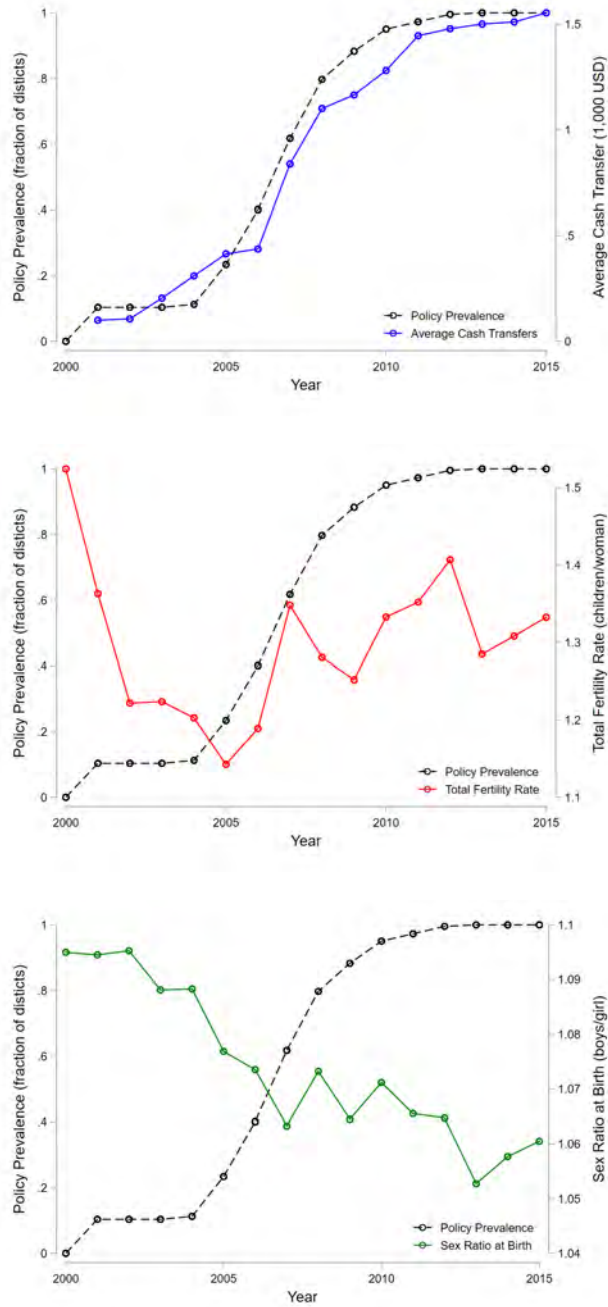 Policy Prevalence (fraction of disticts)
1
.8
.6
.4
.2
0
Average Cash Transfer (1,000 USD)
1.5
1
.5
0
Policy Prevalence
Average Cash Transfers
2000 2005 2010 2015
Year
Policy Prevalence (fraction of disticts)
1
.8
.6
.4
.2
0
Total Fertility Rate (children/woman)
1.5
1.4
1.3
1.2
1.1
Policy Prevalence
Total Fertility Rate
2000 2005 2010 2015
Year
Policy Prevalence (fraction of disticts)
1
.8
.6
.4
.2
0
Sex Ratio at Birth (boys/girl)
1.1
1.09
1.08
1.07
1.06
1.05
1.04
Policy Prevalence
Sex Ratio at Birth
2000 2005 2010 2015
Year